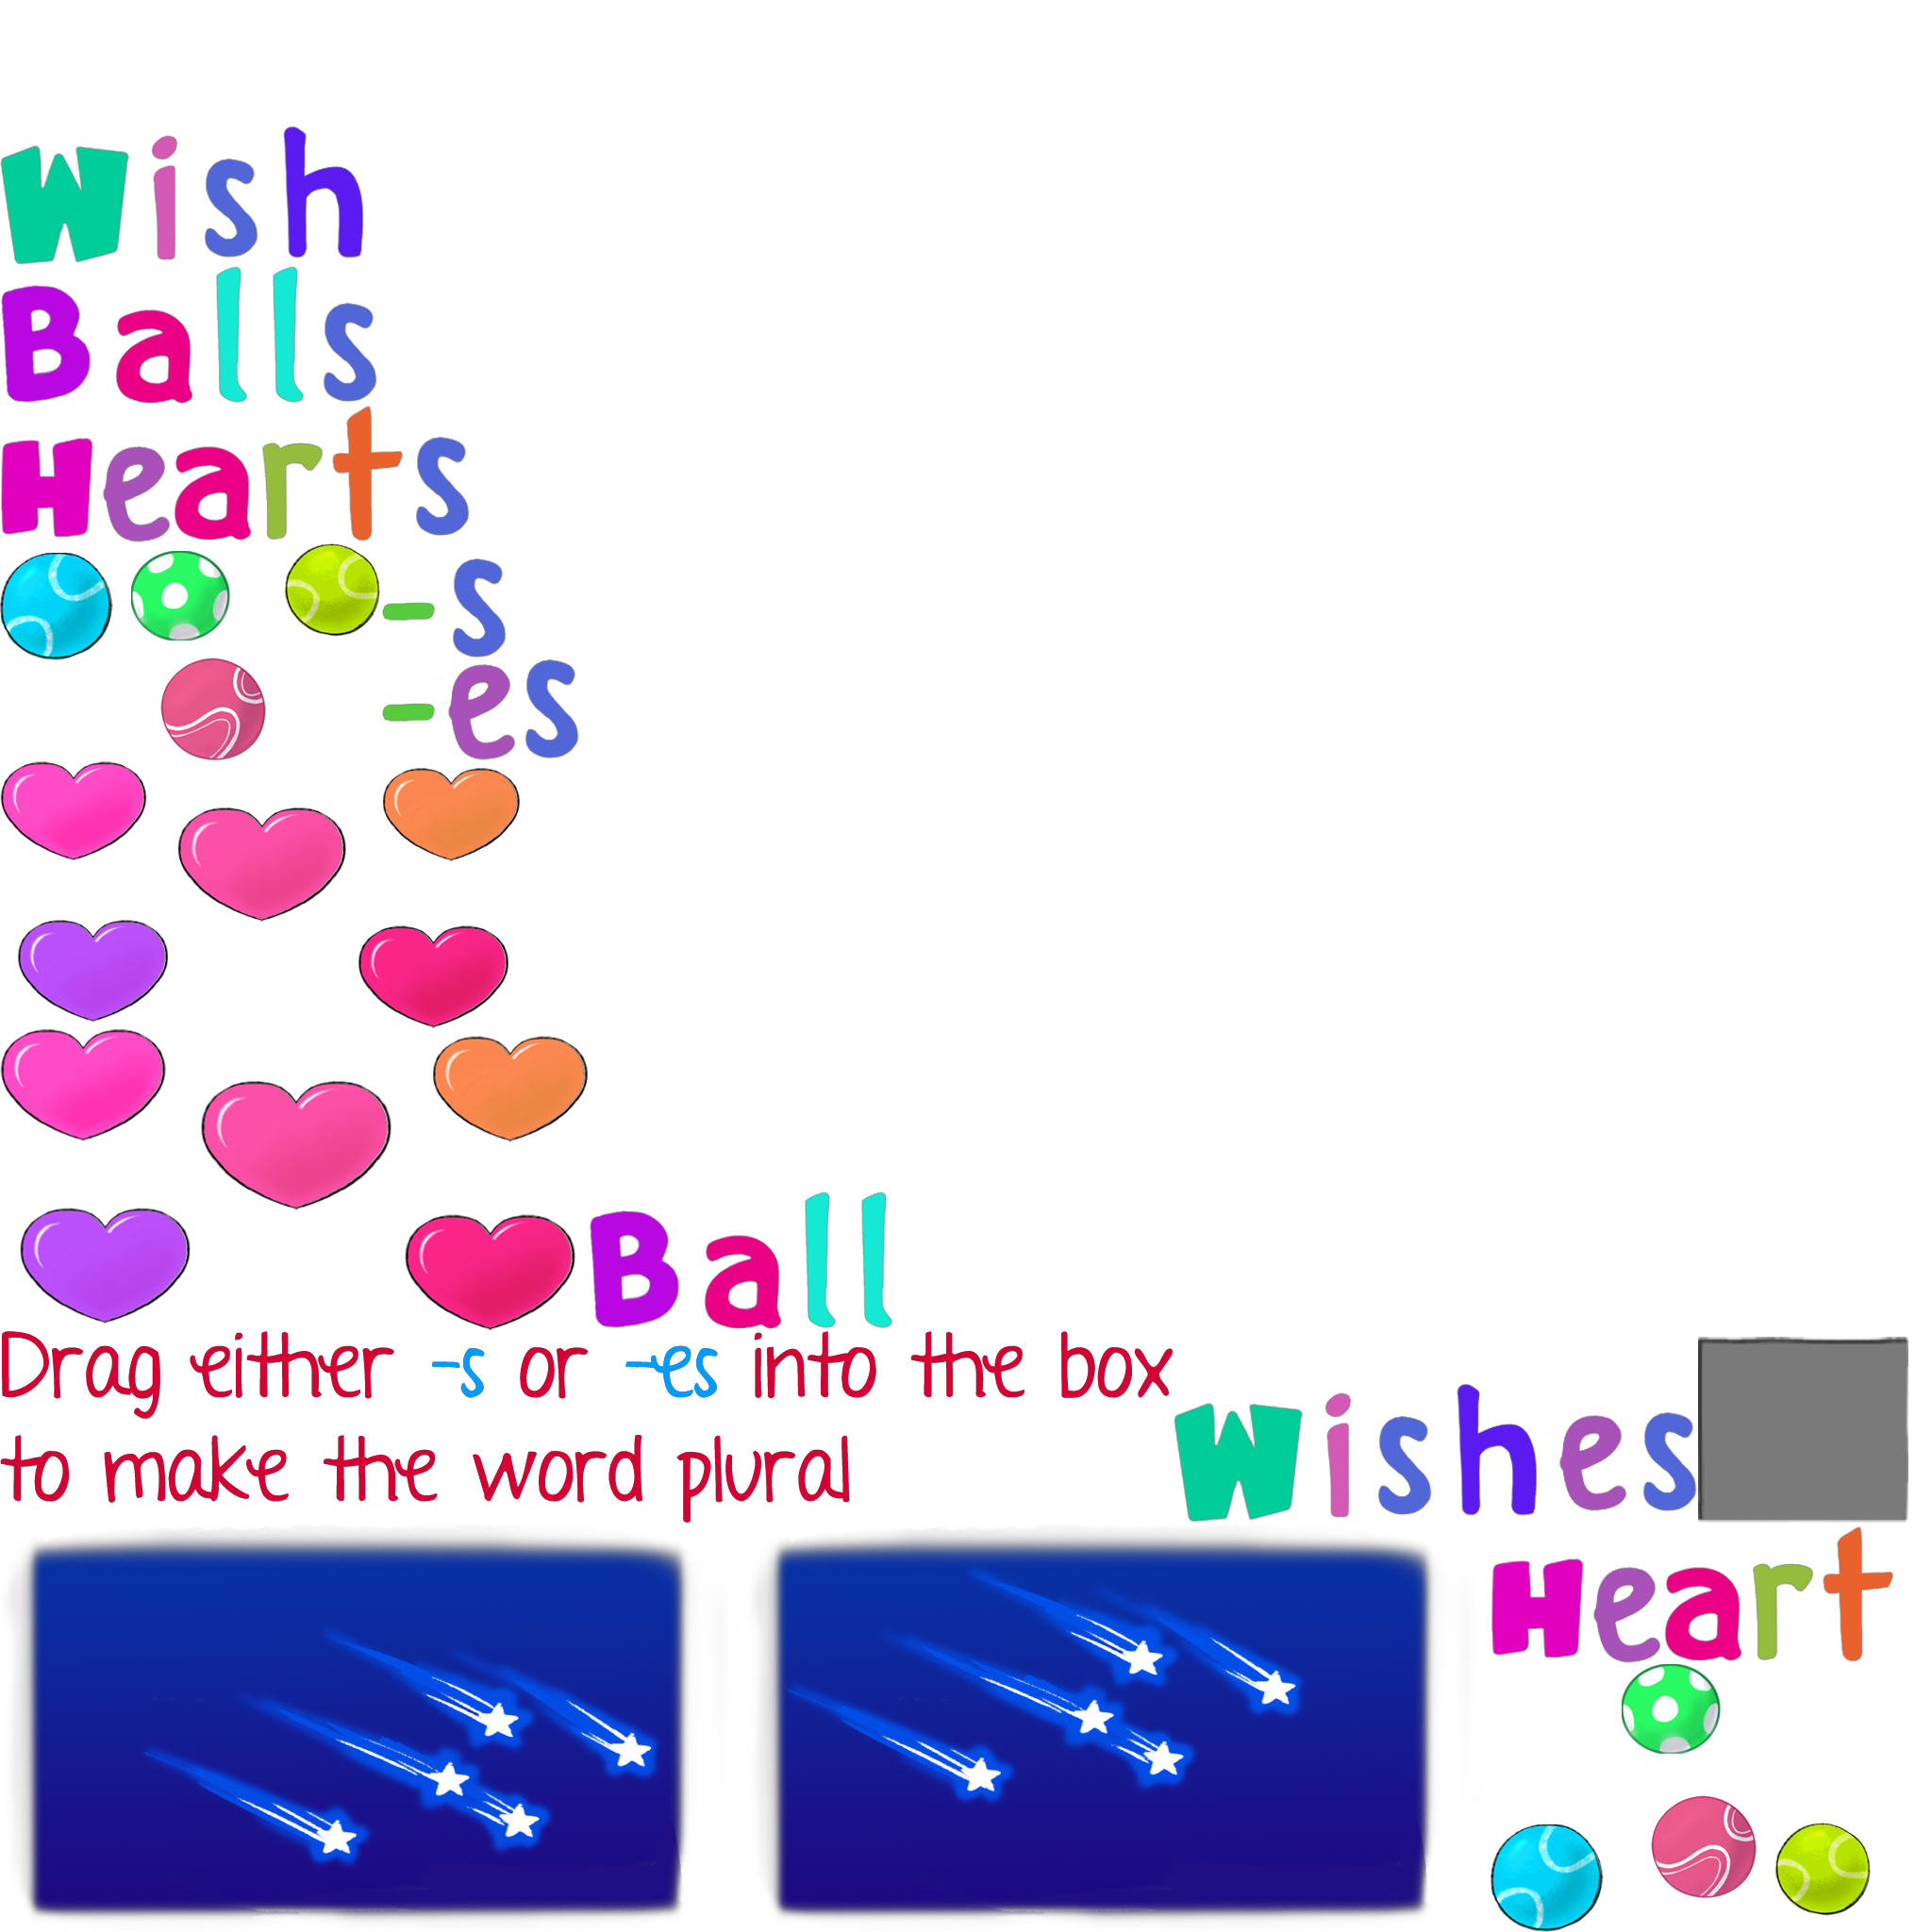 Wish
Balls
Hearts
-s
-es
Ball
Drag either -s or -es into the box
to make the word plural
Wishes
Heart